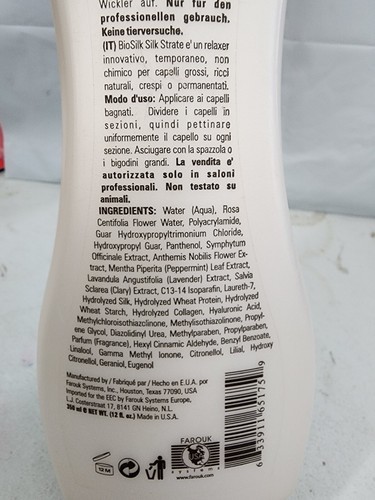 Wickler auf. Nur für den
professionellen gebrauch.
Keine tierversuche.
(IT) BioSilk Silk Strate e' un relaxer
innovativo, temporaneo, non
chimico per capelli grossi, ricci
naturali, crespi o permanentati.
Modo d'uso: Applicare ai capelli
bagnati. Dividere i capelli in
sezioni, quindi pettinare
uniformemente il capello su ogni
sezione. Asciugare con la spazzola o
i bigodini grandi. La vendita e'
autorizzata solo in saloni
professionali. Non testato su
animali.
INGREDIENTS: Water (Aqua), Rosa
Centifolia Flower Water, Polyacrylamide,
Guar Hydroxypropyltrimonium Chloride,
Hydroxypropyl Guar, Panthenol, Symphytum
Officinale Extract, Anthemis Nobilis Flower Ex-
tract, Mentha Piperita (Peppermint) Leaf Extract,
Lavandula Angustifolia (Lavender) Extract, Salvia
Sclarea (Clary) Extract, C13-14 Isoparafin, Laureth-7,
Hydrolyzed Silk, Hydrolyzed Wheat Protein, Hydrolyzed
Wheat Starch, Hydrolyzed Collagen, Hyaluronic Acid,
Methylchloroisothiazclinone, Methylisothiazolinone, Propyl-
ene Glycol, Diazolidinyl Urea, Methylparaben, Propylparaben,
Parfum (Fragrance), Hexyl Cinnamic Aldehyde, Benzyl Benzoate,
Linalool, Gamma Methyl Ionone, Citronellol, Lilial, Hydroxy
Citronellol, Geraniol, Eugenol
Manufactured by / Fabriqué par / Hecho en E.U.A. por
Farouk Systems, Inc., Houston, Texas 77090, USA
Imported for the EEC by Farouk Systems Europe,
L.J. Costerstraat 17, 8141 GN Heino, N.L.
350 ml e NET WT. (12 fl. oz.) Made in U.S.A.
12 M
FAROUK
SYSTEMS
www.farouk.com
6 33911 65175 9